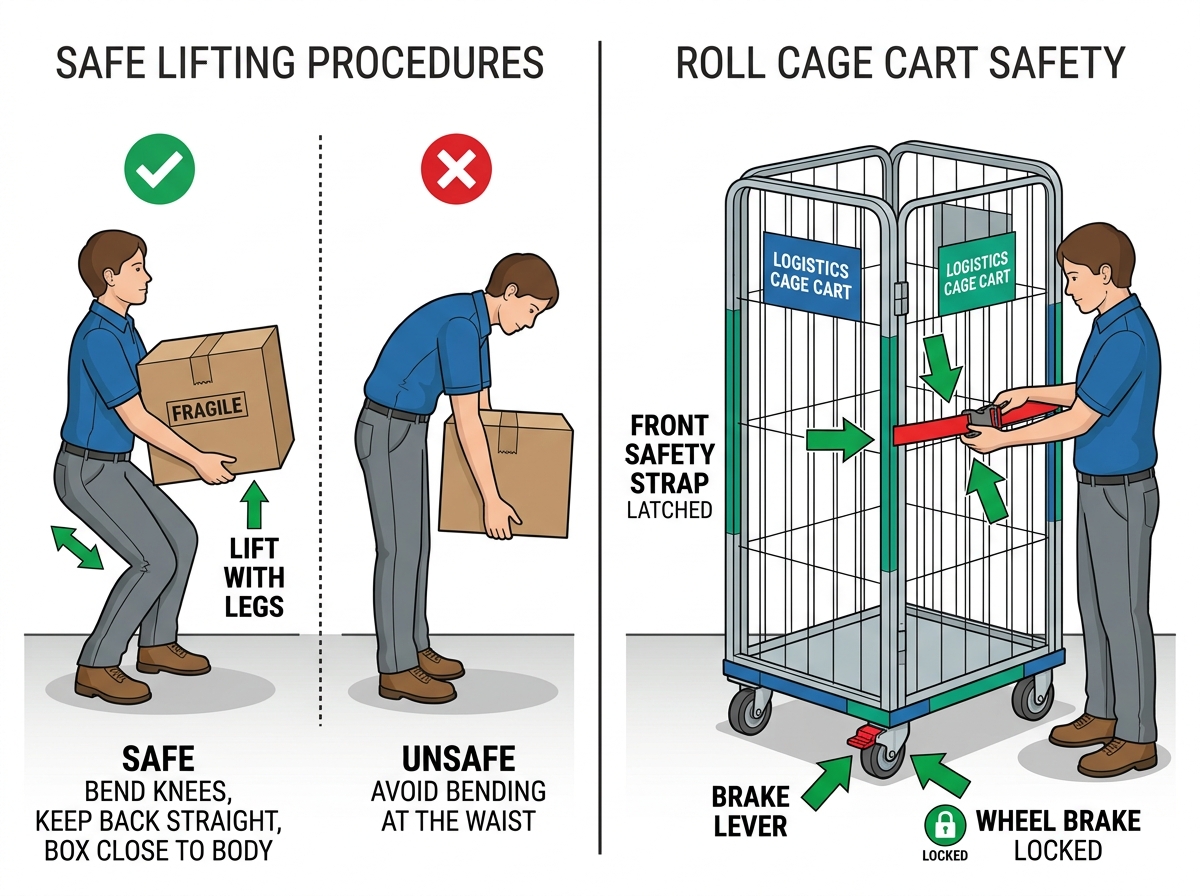 SAFE LIFTING PROCEDURES
FRAGILE
LIFT
WITH
LEGS
SAFE
BEND KNEES,
KEEP BACK STRAIGHT,
BOX CLOSE TO BODY
UNSAFE
AVOID BENDING
AT THE WAIST
ROLL CAGE CART SAFETY
LOGISTICS
CAGE CART
LOGISTICS
CAGE CART
FRONT
SAFETY
STRAP
LATCHED
BRAKE
LEVER
LOCKED
WHEEL BRAKE
LOCKED